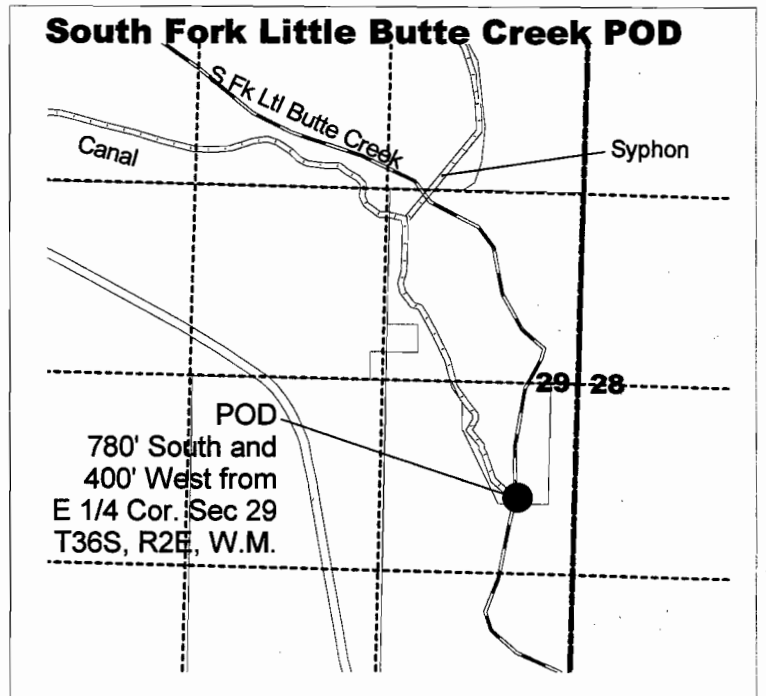 South Fork Little Butte Creek POD
S Fk Ltl Butte Creek
Canal
Syphon
29 28
POD
780' South and
400' West from
E 1/4 Cor. Sec 29
T36S, R2E, W.M.